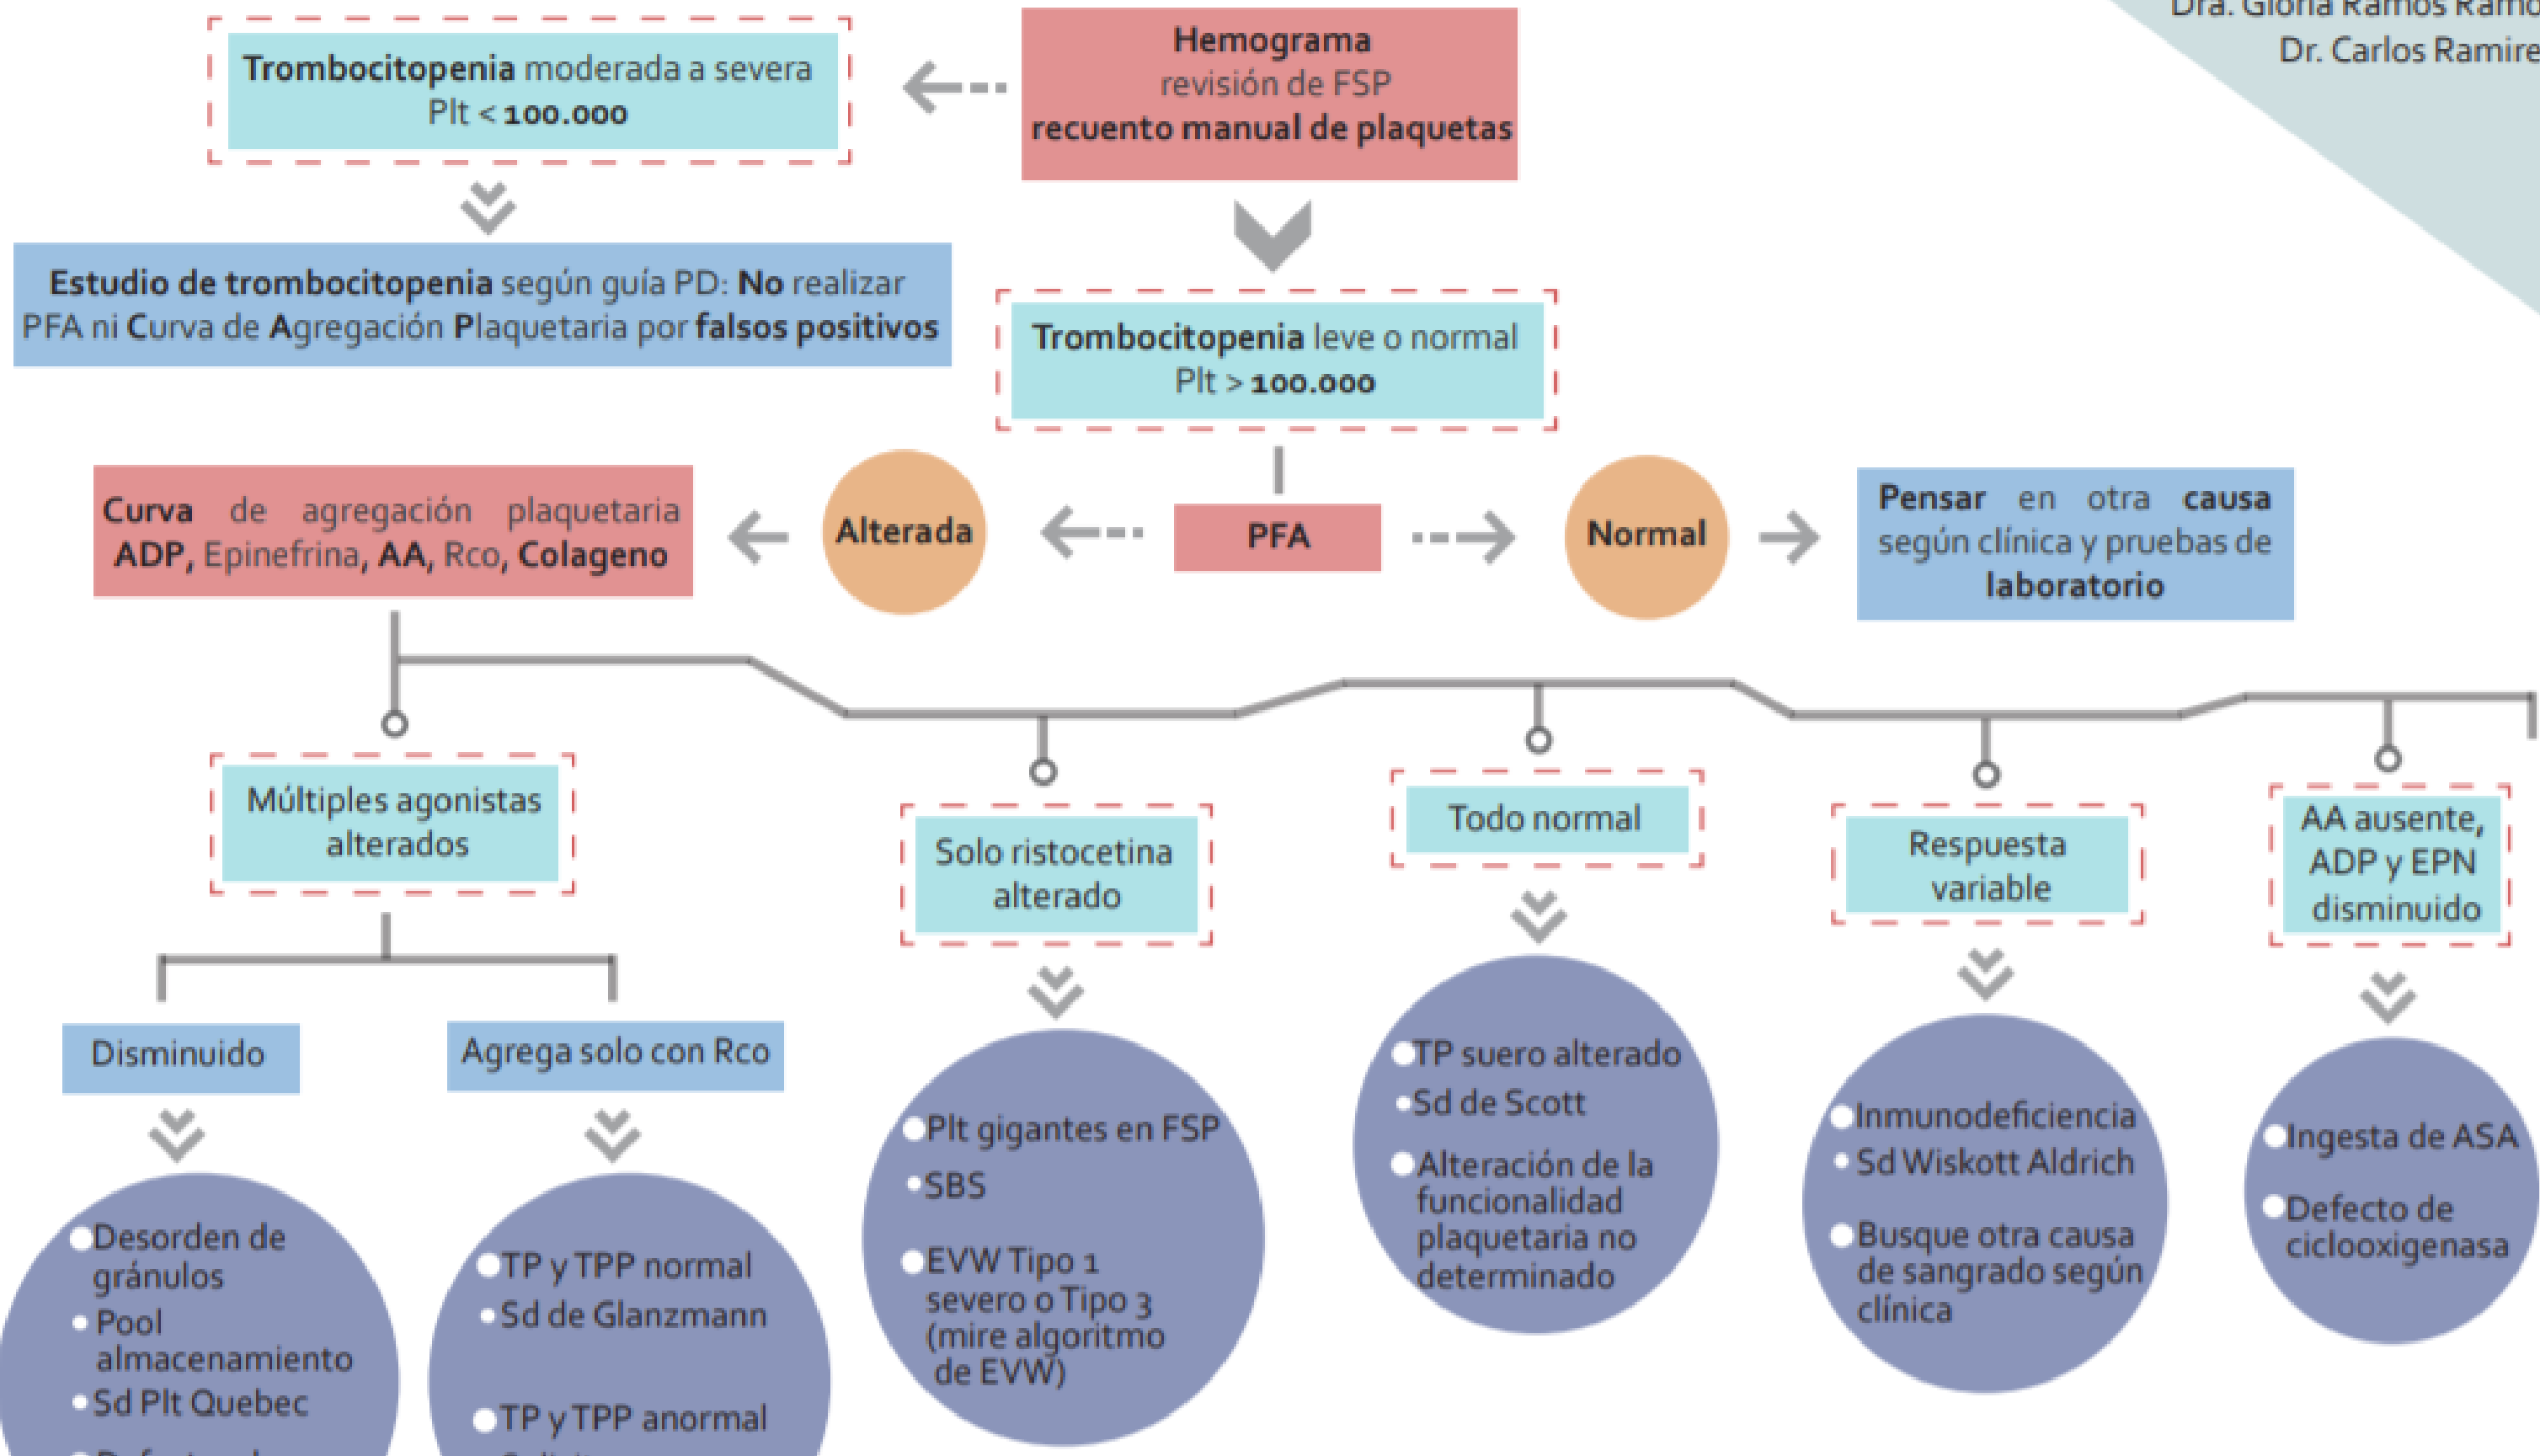 Dra. Gloria Ramos Ramo
Dr. Carlos Ramire
Hemograma
revisión de FSP
recuento manual de plaquetas
Trombocitopenia moderada a severa
Plt < 100.000
Estudio de trombocitopenia según guía PD: No realizar
PFA ni Curva de Agregación Plaquetaria por falsos positivos
Trombocitopenia leve o normal
Plt > 100.000
Curva de agregación plaquetaria
ADP, Epinefrina, AA, Rco, Colageno
Alterada
PFA
Normal
Pensar en otra causa
según clínica y pruebas de
laboratorio
Múltiples agonistas
alterados
Solo ristocetina
alterado
Todo normal
Respuesta
variable
AA ausente,
ADP y EPN
disminuido
Disminuido
Agrega solo con Rco
Desorden de
gránulos
Pool
almacenamiento
Sd Plt Quebec
TP y TPP normal
Sd de Glanzmann
TP y TPP anormal
Plt gigantes en FSP
SBS
EVW Tipo 1
severo o Tipo 3
(mire algoritmo
de EVW)
TP suero alterado
Sd de Scott
Alteración de la
funcionalidad
plaquetaria no
determinado
Inmunodeficiencia
Sd Wiskott Aldrich
Busque otra causa
de sangrado según
clínica
Ingesta de ASA
Defecto de
ciclooxigenasa